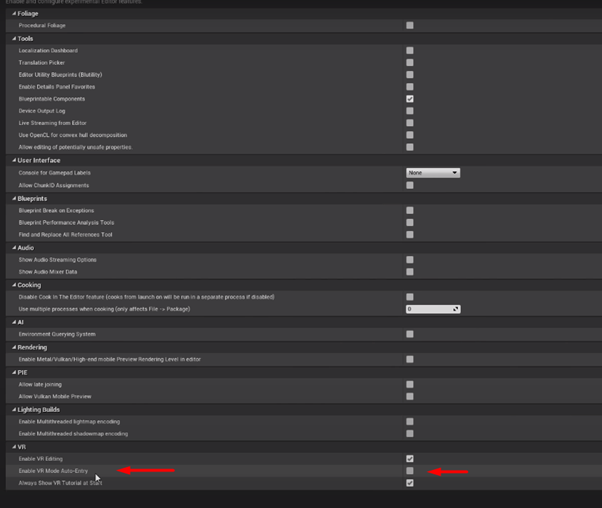 Enable and configure experimental Editor features.
Foliage
Procedural Foliage
Tools
Localization Dashboard
Translation Picker
Editor Utility Blueprints (Blutility)
Enable Details Panel Favorites
Blueprintable Components
Device Output Log
Live Streaming from Editor
Use OpenCL for convex hull decomposition
Allow editing of potentially unsafe properties.
User Interface
Console for Gamepad Labels None
Allow ChunkID Assignments
Blueprints
Blueprint Break on Exceptions
Blueprint Performance Analysis Tools
Find and Replace All References Tool
Audio
Show Audio Streaming Options
Show Audio Mixer Data
Cooking
Disable Cook In The Editor feature (cooks from launch on will be run in a separate process if disabled)
Use multiple processes when cooking (only affects File -> Package) 0
AI
Environment Querying System
Rendering
Enable Metal/Vulkan/High-end mobile Preview Rendering Level in editor
PIE
Allow late joining
Allow Vulkan Mobile Preview
Lighting Builds
Enable Multithreaded lightmap encoding
Enable Multithreaded shadowmap encoding
VR
Enable VR Editing
Enable VR Mode Auto-Entry
Always Show VR Tutorial at Start